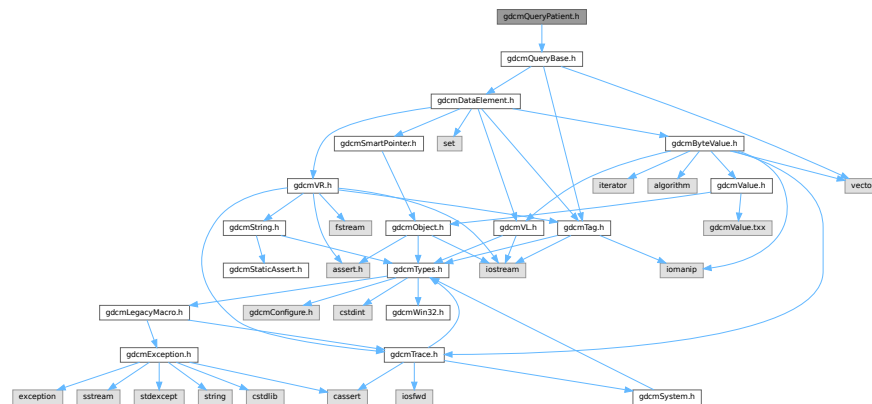 gdcmQueryPatient.h
gdcmQueryBase.h
gdcmDataElement.h
gdcmSmartPointer.h
set
gdcmByteValue.h
gdcmVR.h
iterator
algorithm
gdcmValue.h
vector
gdcmString.h
fstream
gdcmObject.h
gdcmVL.h
gdcmTag.h
gdcmValue.txx
gdcmStaticAssert.h
assert.h
gdcmTypes.h
iostream
iomanip
gdcmLegacyMacro.h
gdcmConfigure.h
cstdint
gdcmWin32.h
gdcmException.h
gdcmTrace.h
exception
sstream
stdexcept
string
cstdlib
cassert
iosfwd
gdcmSystem.h